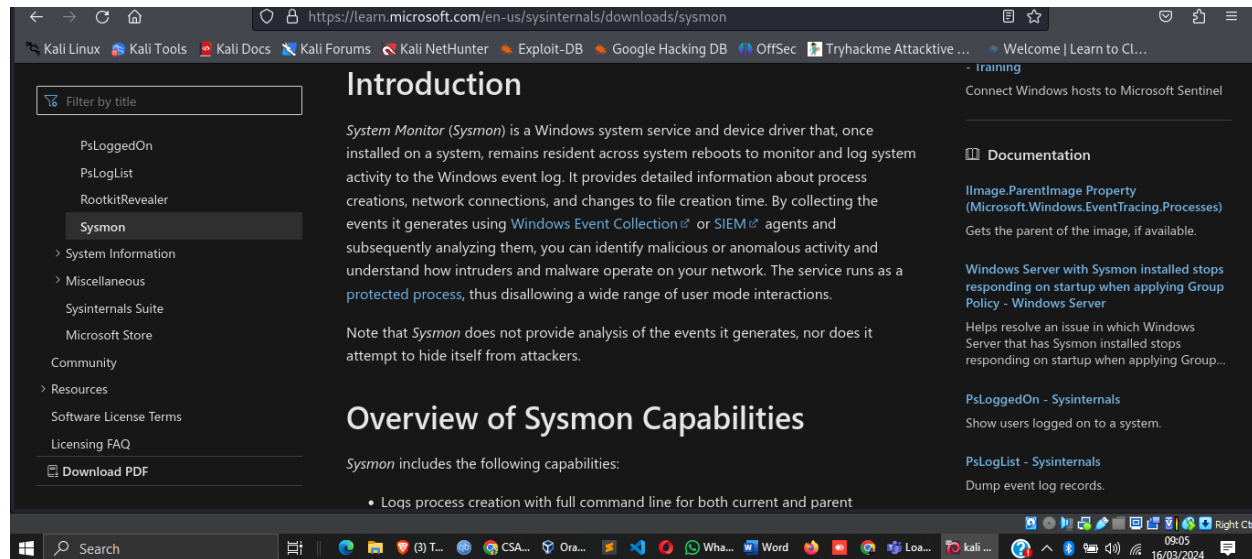 https://learn.microsoft.com/en-us/sysinternals/downloads/sysmon
Kali Linux Kali Tools Kali Docs Kali Forums Kali NetHunter Exploit-DB Google Hacking DB OffSec Tryhackme Attacktive ... Welcome | Learn to Cl...
Filter by title
PsLoggedOn
PsLogList
RootkitRevealer
Sysmon
System Information
Miscellaneous
Sysinternals Suite
Microsoft Store
Community
Resources
Software License Terms
Licensing FAQ
Download PDF
Introduction
System Monitor (Sysmon) is a Windows system service and device driver that, once
installed on a system, remains resident across system reboots to monitor and log system
activity to the Windows event log. It provides detailed information about process
creations, network connections, and changes to file creation time. By collecting the
events it generates using Windows Event Collection or SIEM agents and
subsequently analyzing them, you can identify malicious or anomalous activity and
understand how intruders and malware operate on your network. The service runs as a
protected process, thus disallowing a wide range of user mode interactions.
Note that Sysmon does not provide analysis of the events it generates, nor does it
attempt to hide itself from attackers.
Overview of Sysmon Capabilities
Sysmon includes the following capabilities:
• Logs process creation with full command line for both current and parent
- Training
Connect Windows hosts to Microsoft Sentinel
Documentation
IImage.ParentImage Property
(Microsoft.Windows.EventTracing.Processes)
Gets the parent of the image, if available.
Windows Server with Sysmon installed stops
responding on startup when applying Group
Policy - Windows Server
Helps resolve an issue in which Windows
Server that has Sysmon installed stops
responding on startup when applying Group...
PsLoggedOn - Sysinternals
Show users logged on to a system.
PsLogList - Sysinternals
Dump event log records.
Right Ct
Search (3) T... CSA... Ora... Wha... Word Loa... kali ... 09:05
16/03/2024